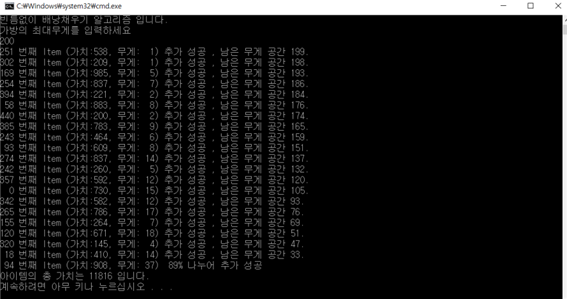 C:\Windows\system32\cmd.exe
빈틈없이 배낭채우기 알고리즘 입니다.
가방의 최대무게를 입력하세요
200
251 번째 Item (가치:538, 무게:  1) 추가 성공 , 남은 무게 공간 199.
302 번째 Item (가치:209, 무게:  1) 추가 성공 , 남은 무게 공간 198.
169 번째 Item (가치:985, 무게:  5) 추가 성공 , 남은 무게 공간 193.
254 번째 Item (가치:837, 무게:  7) 추가 성공 , 남은 무게 공간 186.
394 번째 Item (가치:221, 무게:  2) 추가 성공 , 남은 무게 공간 184.
 58 번째 Item (가치:883, 무게:  8) 추가 성공 , 남은 무게 공간 176.
440 번째 Item (가치:200, 무게:  2) 추가 성공 , 남은 무게 공간 174.
385 번째 Item (가치:783, 무게:  9) 추가 성공 , 남은 무게 공간 165.
243 번째 Item (가치:464, 무게:  6) 추가 성공 , 남은 무게 공간 159.
 93 번째 Item (가치:609, 무게:  8) 추가 성공 , 남은 무게 공간 151.
274 번째 Item (가치:837, 무게: 14) 추가 성공 , 남은 무게 공간 137.
242 번째 Item (가치:260, 무게:  5) 추가 성공 , 남은 무게 공간 132.
357 번째 Item (가치:592, 무게: 12) 추가 성공 , 남은 무게 공간 120.
  0 번째 Item (가치:730, 무게: 15) 추가 성공 , 남은 무게 공간 105.
342 번째 Item (가치:582, 무게: 12) 추가 성공 , 남은 무게 공간 93.
265 번째 Item (가치:786, 무게: 17) 추가 성공 , 남은 무게 공간 76.
155 번째 Item (가치:264, 무게:  7) 추가 성공 , 남은 무게 공간 69.
120 번째 Item (가치:671, 무게: 18) 추가 성공 , 남은 무게 공간 51.
320 번째 Item (가치:145, 무게:  4) 추가 성공 , 남은 무게 공간 47.
 18 번째 Item (가치:410, 무게: 14) 추가 성공 , 남은 무게 공간 33.
 94 번째 Item (가치:908, 무게: 37)  89% 나누어 추가 성공
아이템의 총 가치는 11816 입니다.
계속하려면 아무 키나 누르십시오 . . .